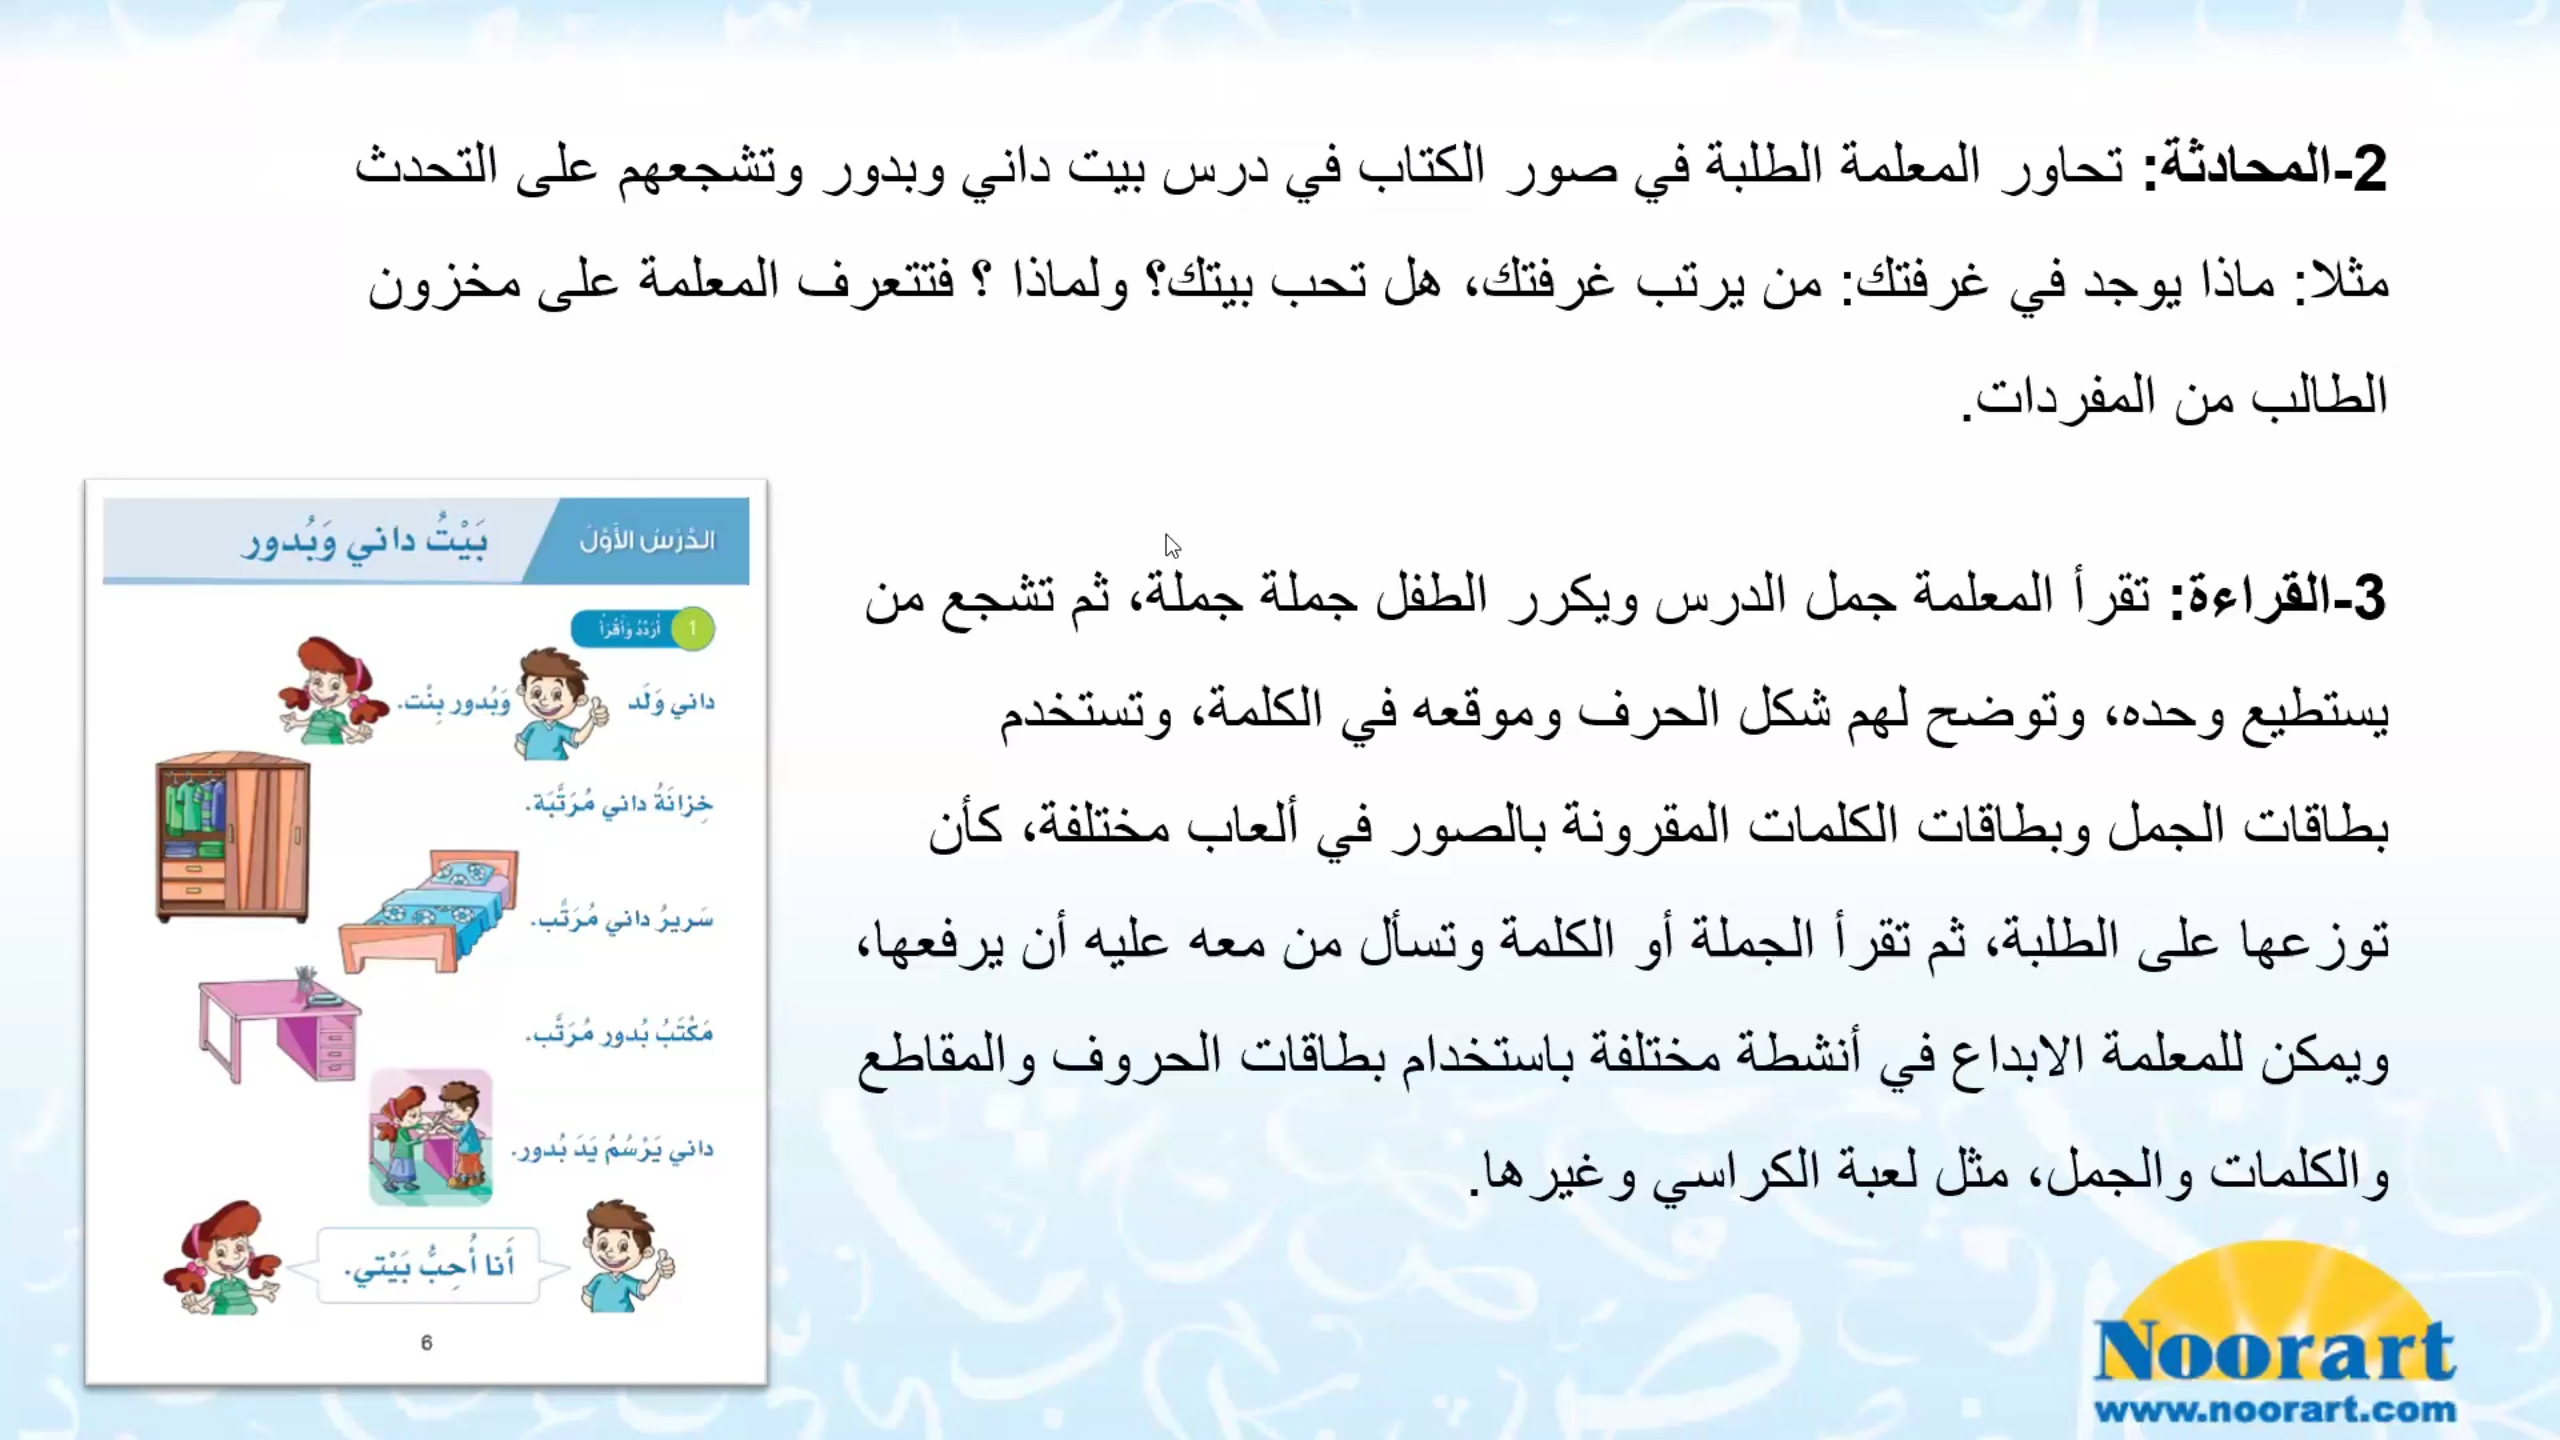 2-المحادثة: تحاور المعلمة الطلبة في صور الكتاب في درس بيت داني وبدور وتشجعهم على التحدث
مثلا: ماذا يوجد في غرفتك: من يرتب غرفتك، هل تحب بيتك؟ ولماذا ؟ فتتعرف المعلمة على مخزون
الطالب من المفردات.
3-القراءة: تقرأ المعلمة جمل الدرس ويكرر الطفل جملة جملة، ثم تشجع من
يستطيع وحده، وتوضح لهم شكل الحرف وموقعه في الكلمة، وتستخدم
بطاقات الجمل وبطاقات الكلمات المقرونة بالصور في ألعاب مختلفة، كأن
توزعها على الطلبة، ثم تقرأ الجملة أو الكلمة وتسأل من معه عليه أن يرفعها،
ويمكن للمعلمة الابداع في أنشطة مختلفة باستخدام بطاقات الحروف والمقاطع
والكلمات والجمل، مثل لعبة الكراسي وغيرها.
الدَّرْسُ الأَوَّلُ
بَيْتُ داني وَبُدور
1 أُرَدِّدُ وَأَقْرَأُ
داني وَلَد وَبُدور بِنْت.
خِزانَةُ داني مُرَتَّبَة.
سَريرُ داني مُرَتَّب.
مَكْتَبُ بُدور مُرَتَّب.
داني يَرْسُمُ يَدَ بُدور.
أَنا أُحِبُّ بَيْتي.
6
Noorart
www.noorart.com